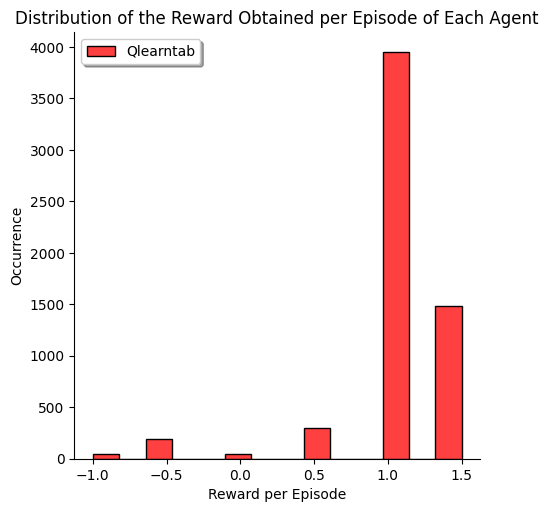 Distribution of the Reward Obtained per Episode of Each Agent
Qlearntab
4000
3500
3000
2500
2000
1500
1000
500
0
Occurrence
−1.0 −0.5 0.0 0.5 1.0 1.5
Reward per Episode